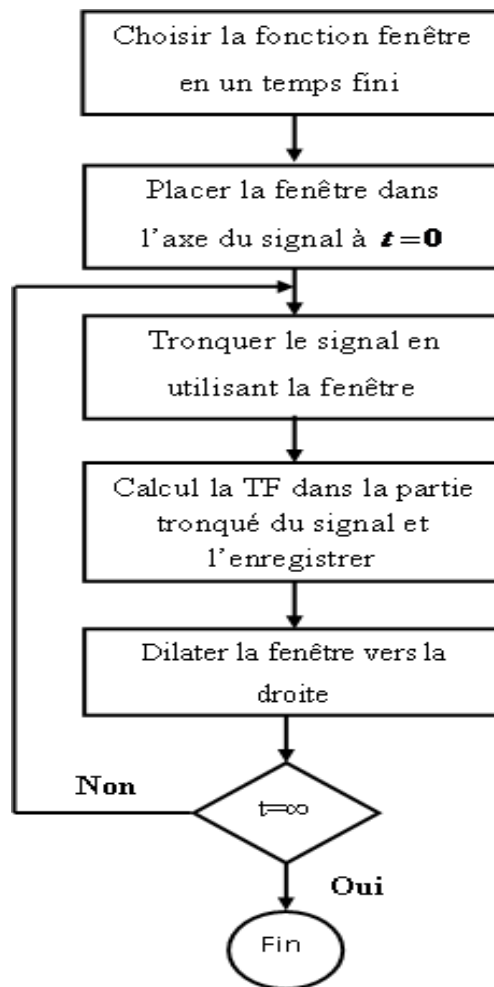 Choisir la fonction fenêtre
en un temps fini
Placer la fenêtre dans
l'axe du signal à t=0
Tronquer le signal en
utilisant la fenêtre
Calcul la TF dans la partie
tronqué du signal et
l'enregistrer
Dilater la fenêtre vers la
droite
Non
t=∞
Oui
Fin